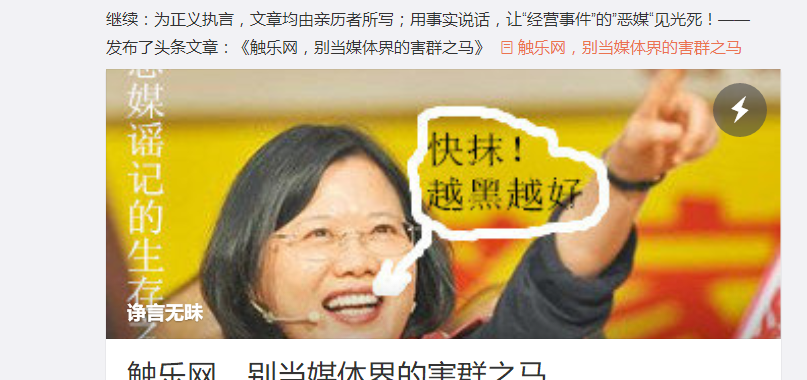 继续：为正义执言，文章均由亲历者所写；用事实说话，让“经营事件”的”恶媒“见光死！——
发布了头条文章：《触乐网，别当媒体界的害群之马》 触乐网，别当媒体界的害群之马
媒谣记的生存
快抹！
越黑越好
诤言无昧
触乐网，别当媒体界的害群之马